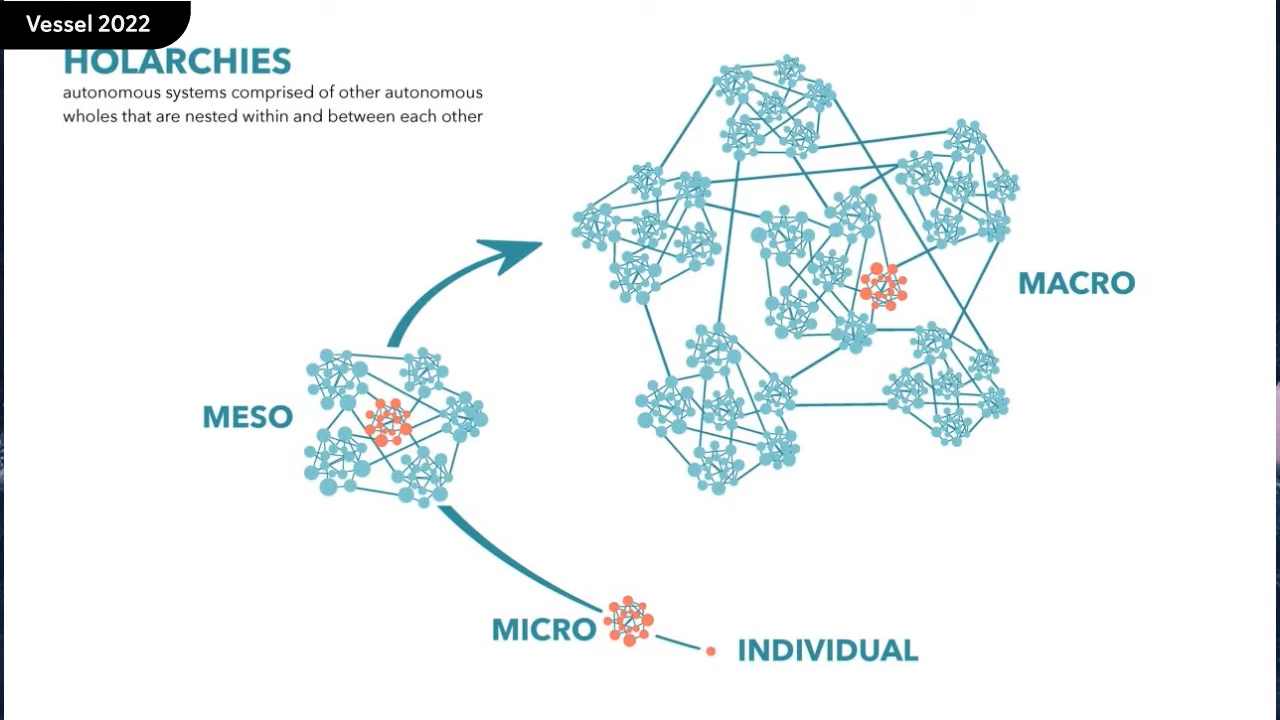 Vessel 2022
HOLARCHIES
autonomous systems comprised of other autonomous
wholes that are nested within and between each other
MACRO
MESO
MICRO
INDIVIDUAL